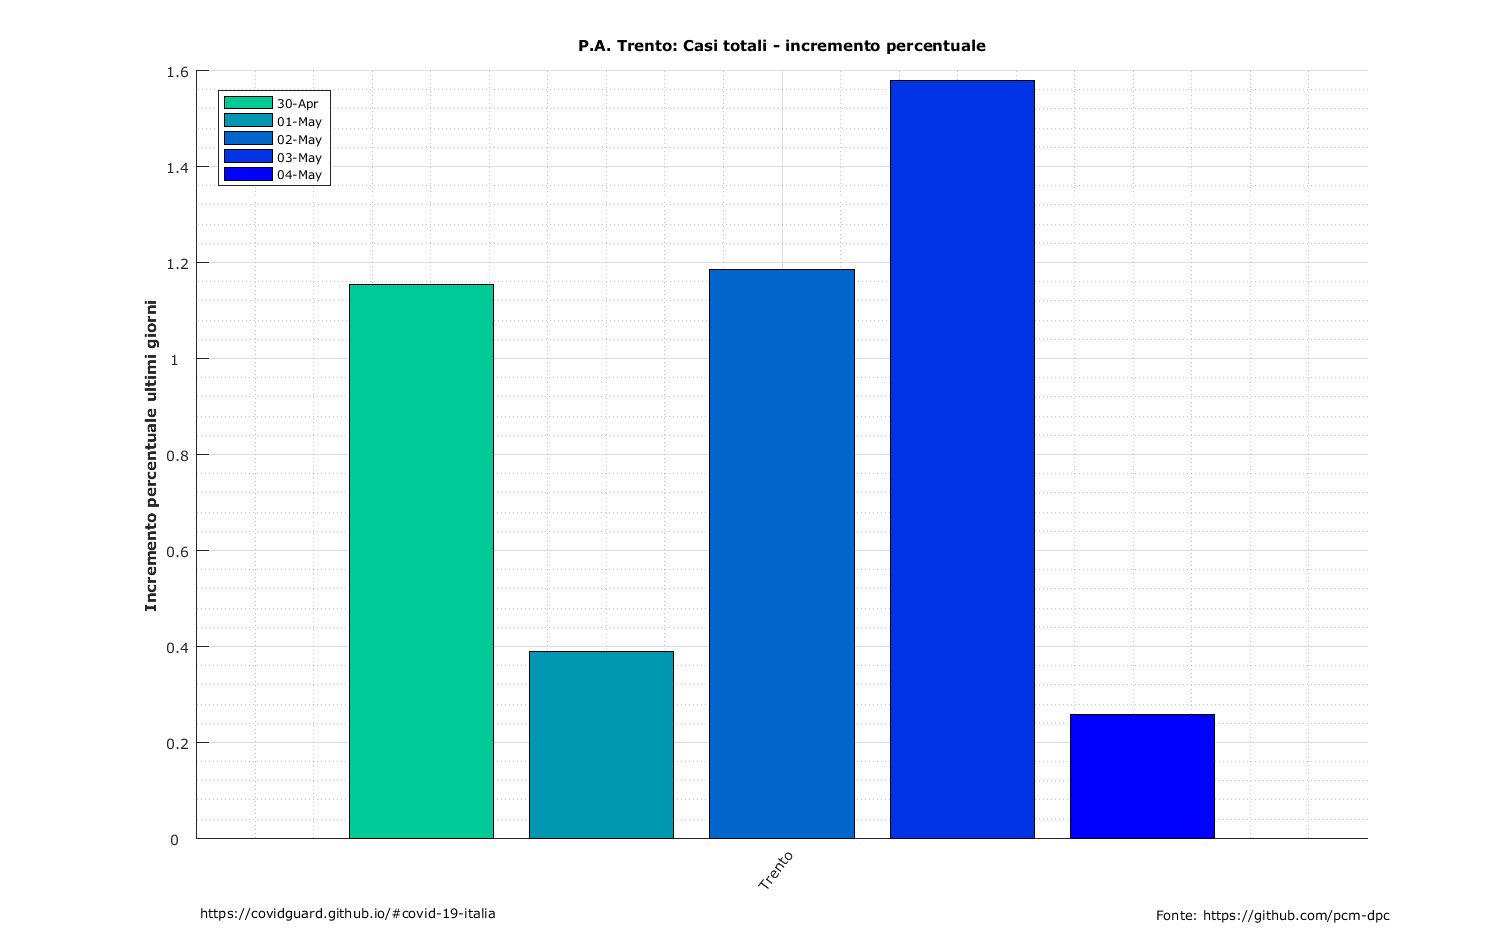 P.A. Trento: Casi totali - incremento percentuale
1.6
1.4
1.2
1
0.8
0.6
0.4
0.2
0
Incremento percentuale ultimi giorni
30-Apr
01-May
02-May
03-May
04-May
Trento
https://covidguard.github.io/#covid-19-italia
Fonte: https://github.com/pcm-dpc